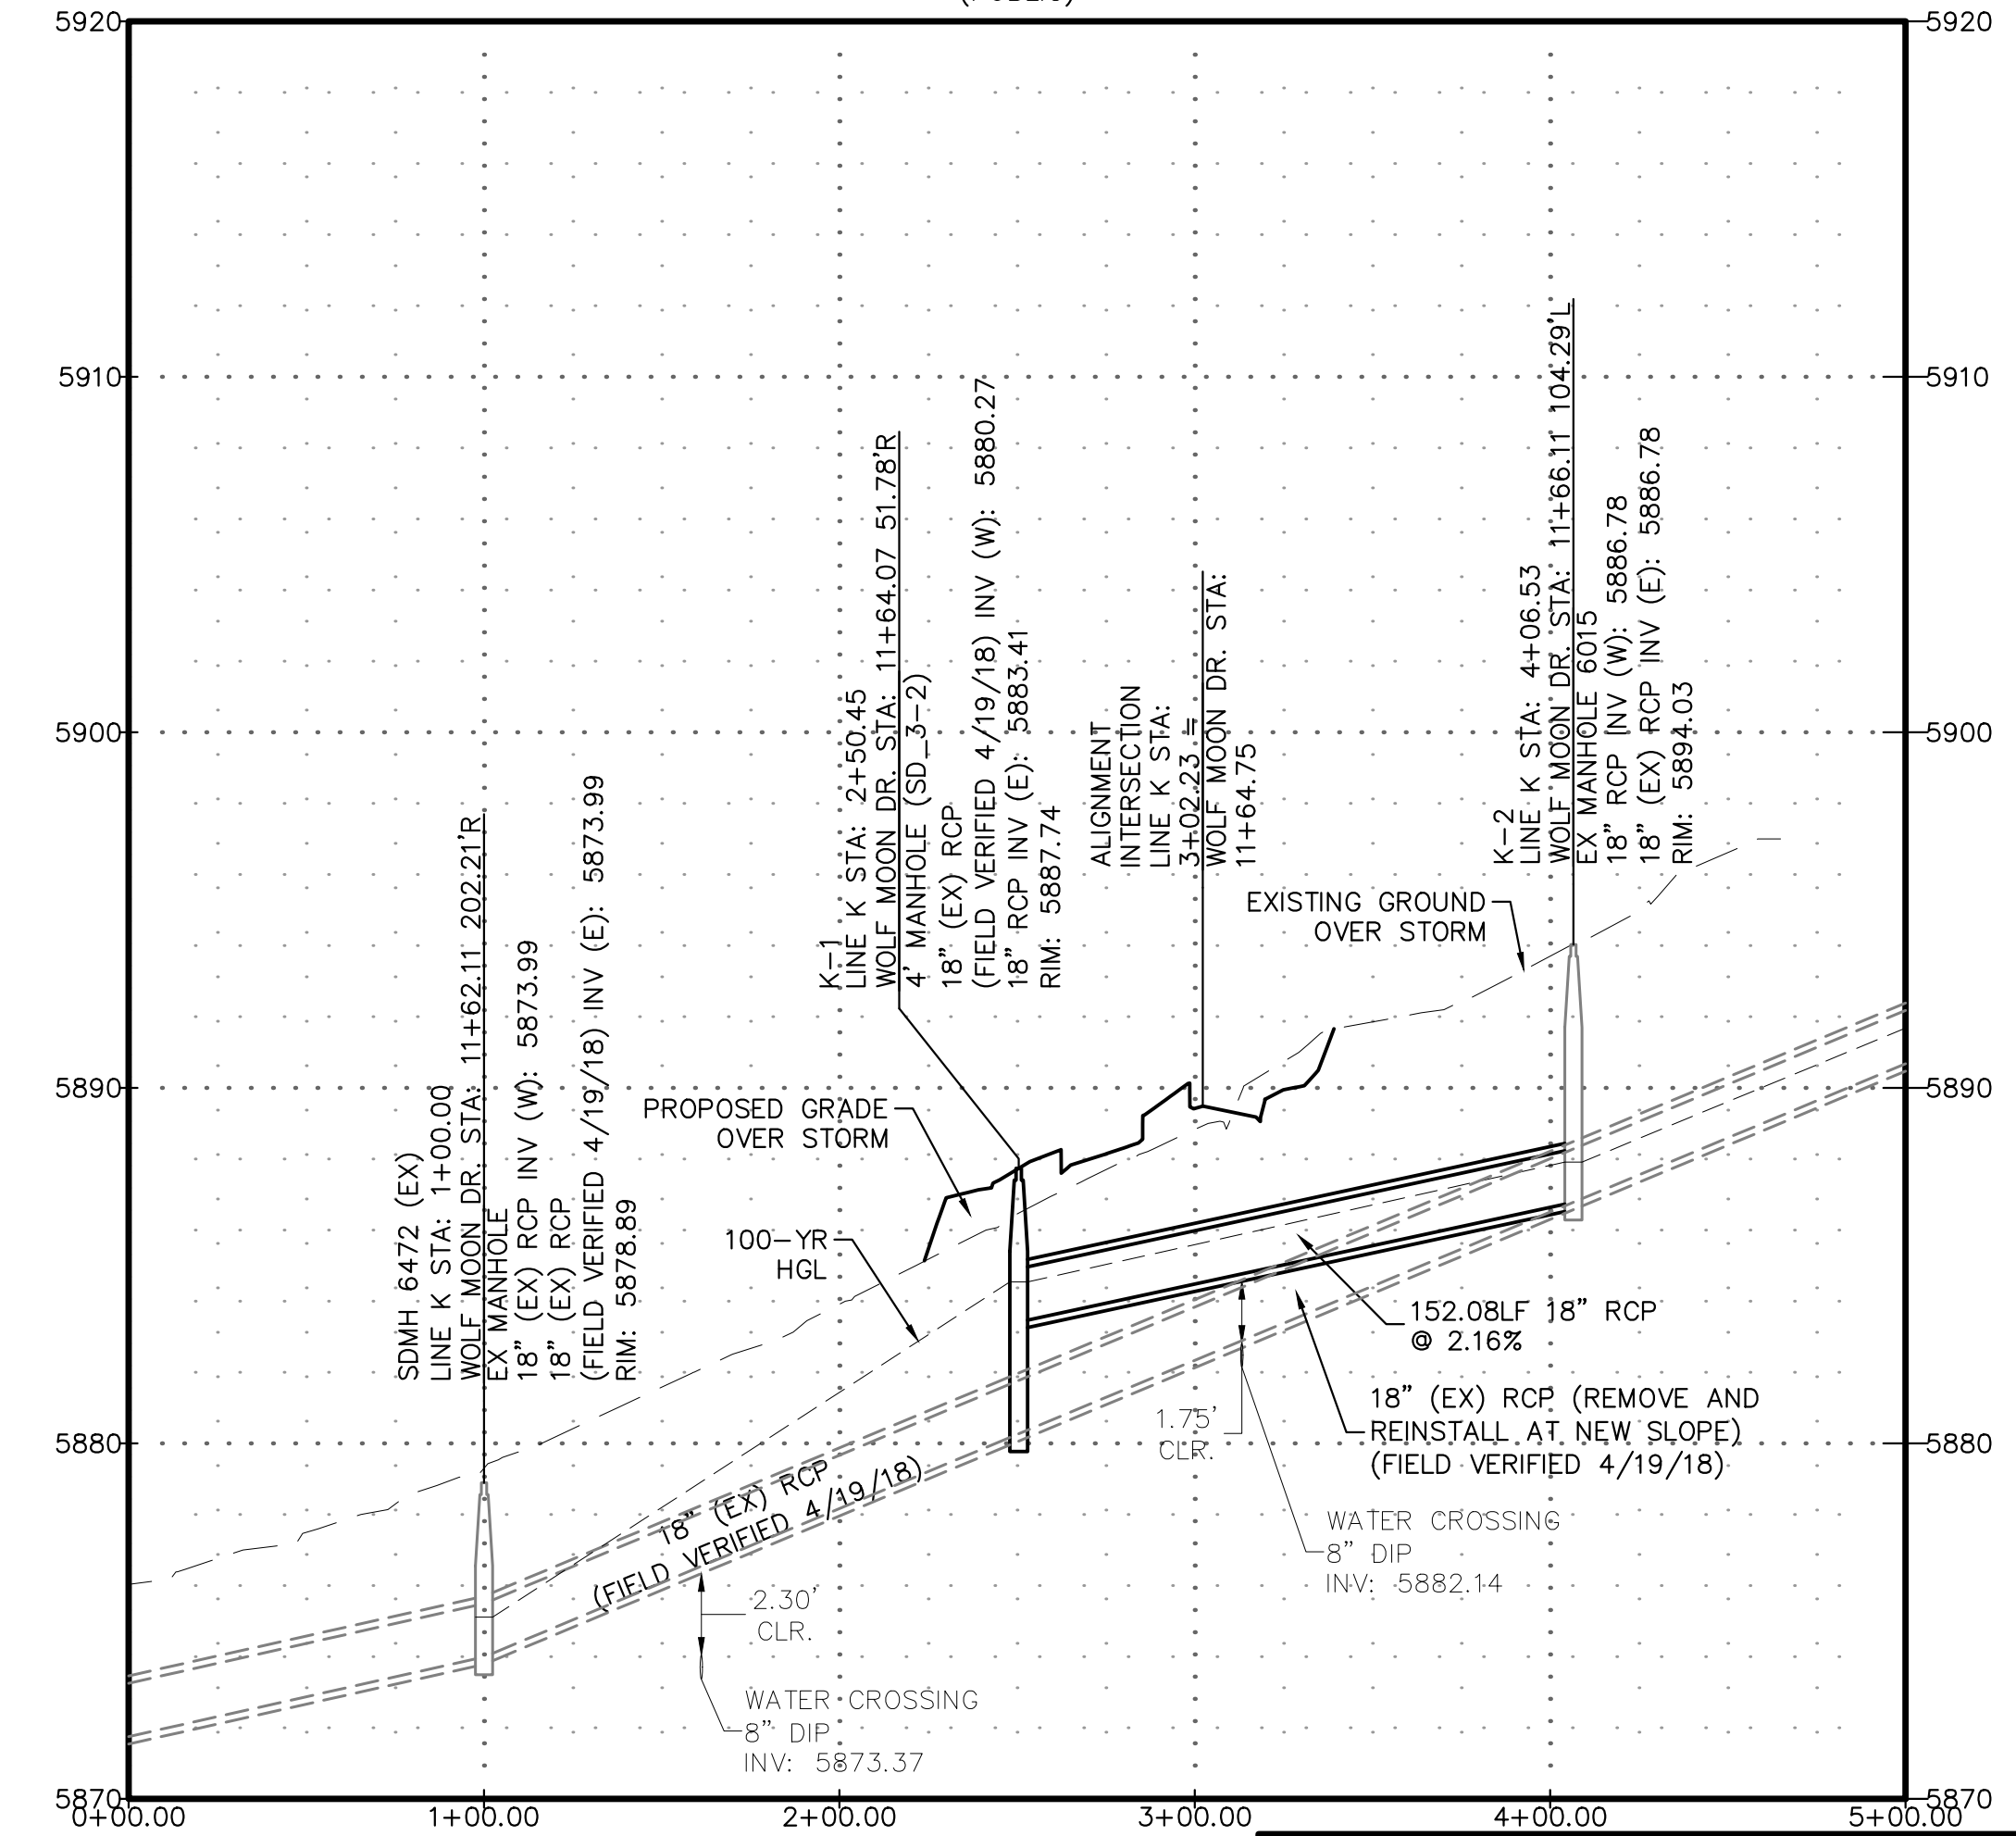 5920
5920
5910
5910
5900
5900
5890
5890
5880
5880
5870
5870
0+00.00
1+00.00
2+00.00
3+00.00
4+00.00
5+00.00
SDMH 6472 (EX)
LINE K STA: 1+00.00
WOLF MOON DR. STA: 11+62.11 202.21'R
EX MANHOLE
18" (EX) RCP INV (W): 5873.99
18" (EX) RCP
(FIELD VERIFIED 4/19/18) INV (E): 5873.99
RIM: 5878.89
K-1
LINE K STA: 2+50.45
WOLF MOON DR. STA: 11+64.07 51.78'R
4' MANHOLE (SD_3-2)
18" (EX) RCP
(FIELD VERIFIED 4/19/18) INV (W): 5880.27
18" RCP INV (E): 5883.41
RIM: 5887.74
ALIGNMENT
INTERSECTION
LINE K STA:
3+02.23 =
WOLF MOON DR. STA:
11+64.75
K-2
LINE K STA: 4+06.53
WOLF MOON DR. STA: 11+66.11 104.29'L
EX MANHOLE 6015
18" RCP INV (W): 5886.78
18" (EX) RCP INV (E): 5886.78
RIM: 5894.03
EXISTING GROUND
OVER STORM
PROPOSED GRADE
OVER STORM
100-YR
HGL
152.08LF 18" RCP
@ 2.16%
18" (EX) RCP (REMOVE AND
REINSTALL AT NEW SLOPE)
(FIELD VERIFIED 4/19/18)
1.75'
CLR.
WATER CROSSING
8" DIP
INV: 5882.14
18" (EX) RCP
(FIELD VERIFIED 4/19/18)
2.30'
CLR.
WATER CROSSING
8" DIP
INV: 5873.37